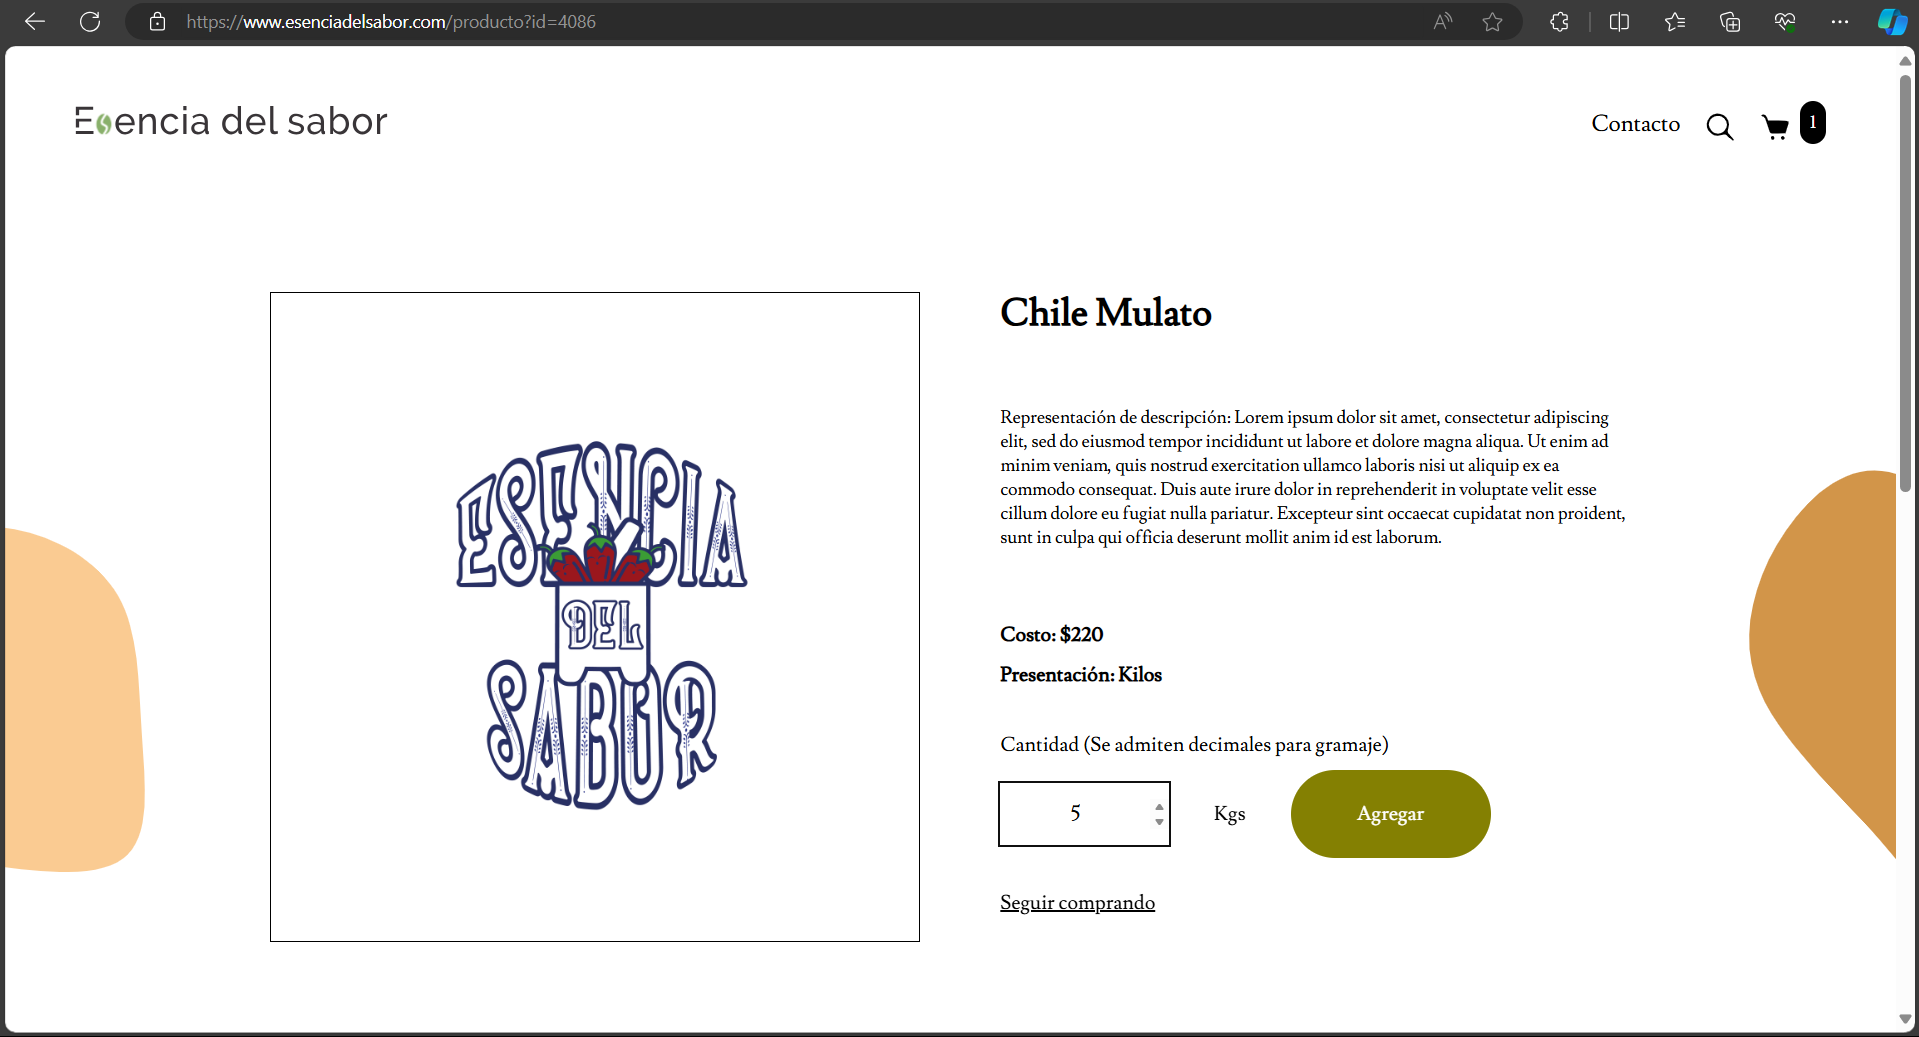 https://www.esenciadelsabor.com/producto?id=4086
Esencia del sabor
Contacto
1
ESENCIA
DEL
SABOR
Chile Mulato
Representación de descripción: Lorem ipsum dolor sit amet, consectetur adipiscing
elit, sed do eiusmod tempor incididunt ut labore et dolore magna aliqua. Ut enim ad
minim veniam, quis nostrud exercitation ullamco laboris nisi ut aliquip ex ea
commodo consequat. Duis aute irure dolor in reprehenderit in voluptate velit esse
cillum dolore eu fugiat nulla pariatur. Excepteur sint occaecat cupidatat non proident,
sunt in culpa qui officia deserunt mollit anim id est laborum.
Costo: $220
Presentación: Kilos
Cantidad (Se admiten decimales para gramaje)
5
Kgs
Agregar
Seguir comprando